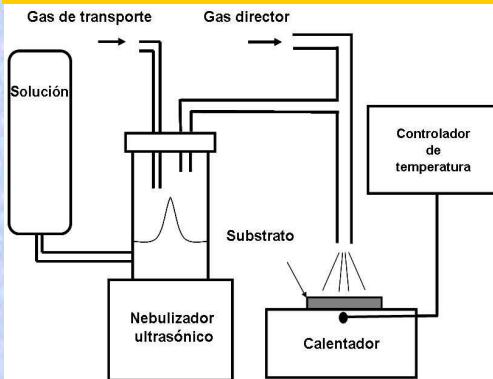 Gas de transporte
Gas director
Solución
Controlador
de
temperatura
Substrato
Nebulizador
ultrasónico
Calentador